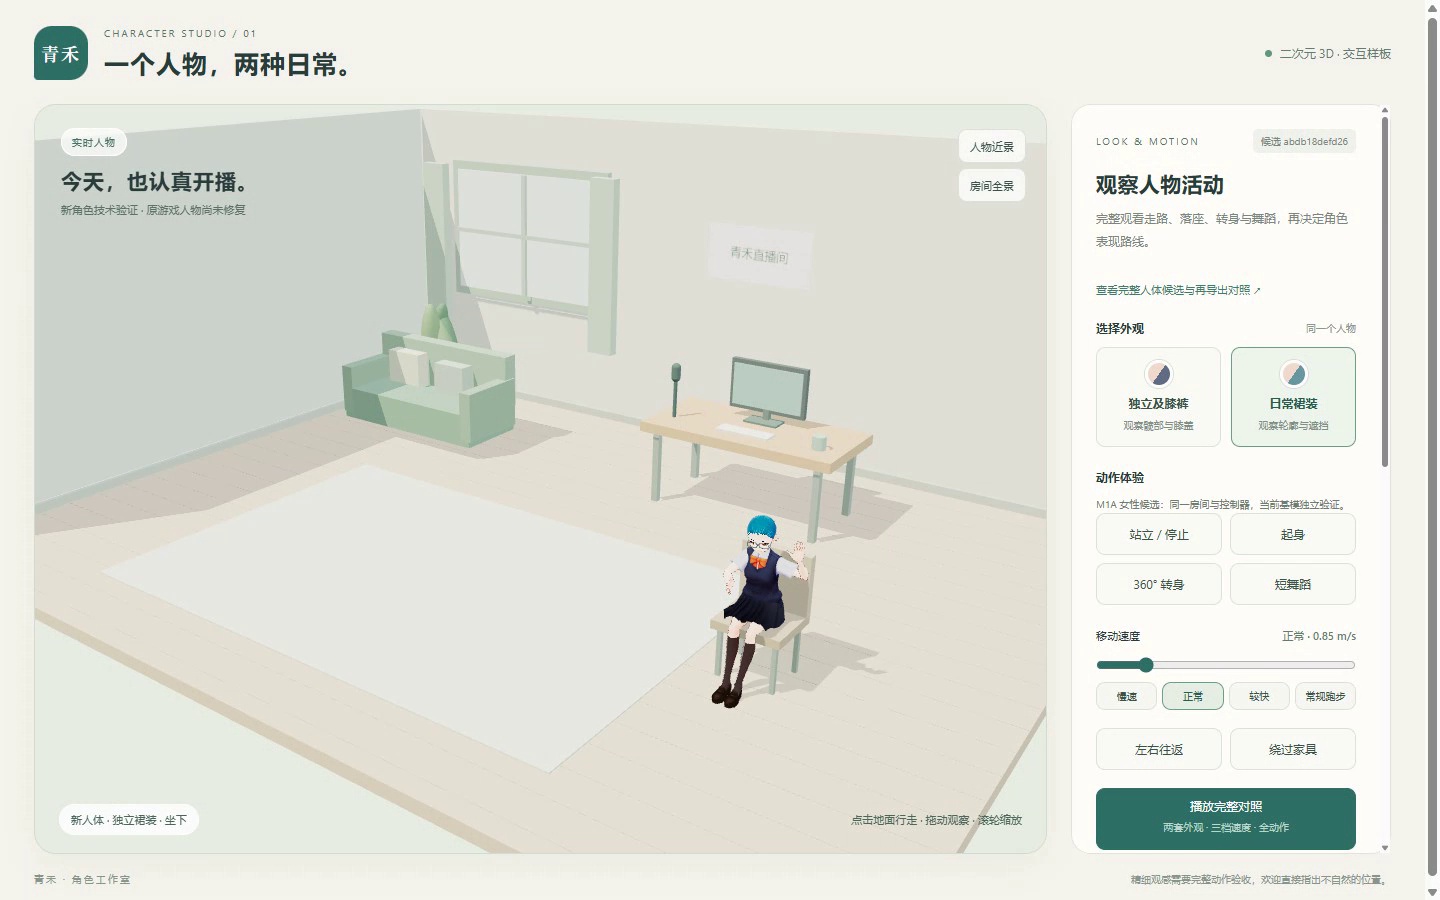 青禾
CHARACTER STUDIO / 01
一个人物，两种日常。
二次元 3D · 交互样板
实时人物
今天，也认真开播。
新角色技术验证 · 原游戏人物尚未修复
人物近景
房间全景
青禾直播间
新人体 · 独立裙装 · 坐下
点击地面行走 · 拖动观察 · 滚轮缩放
LOOK & MOTION
候选 abdb18defd26
观察人物活动
完整观看走路、落座、转身与舞蹈，再决定角色
表现路线。
查看完整人体候选与再导出对照 ↗
选择外观
同一个人物
独立及膝裤
观察髋部与膝盖
日常裙装
观察轮廓与遮挡
动作体验
M1A 女性候选：同一房间与控制器，当前基模独立验证。
站立 / 停止
起身
360° 转身
短舞蹈
移动速度
正常 · 0.85 m/s
慢速
正常
较快
常规跑步
左右往返
绕过家具
播放完整对照
两套外观 · 三档速度 · 全动作
青禾 · 角色工作室
精细观感需要完整动作验收，欢迎直接指出不自然的位置。